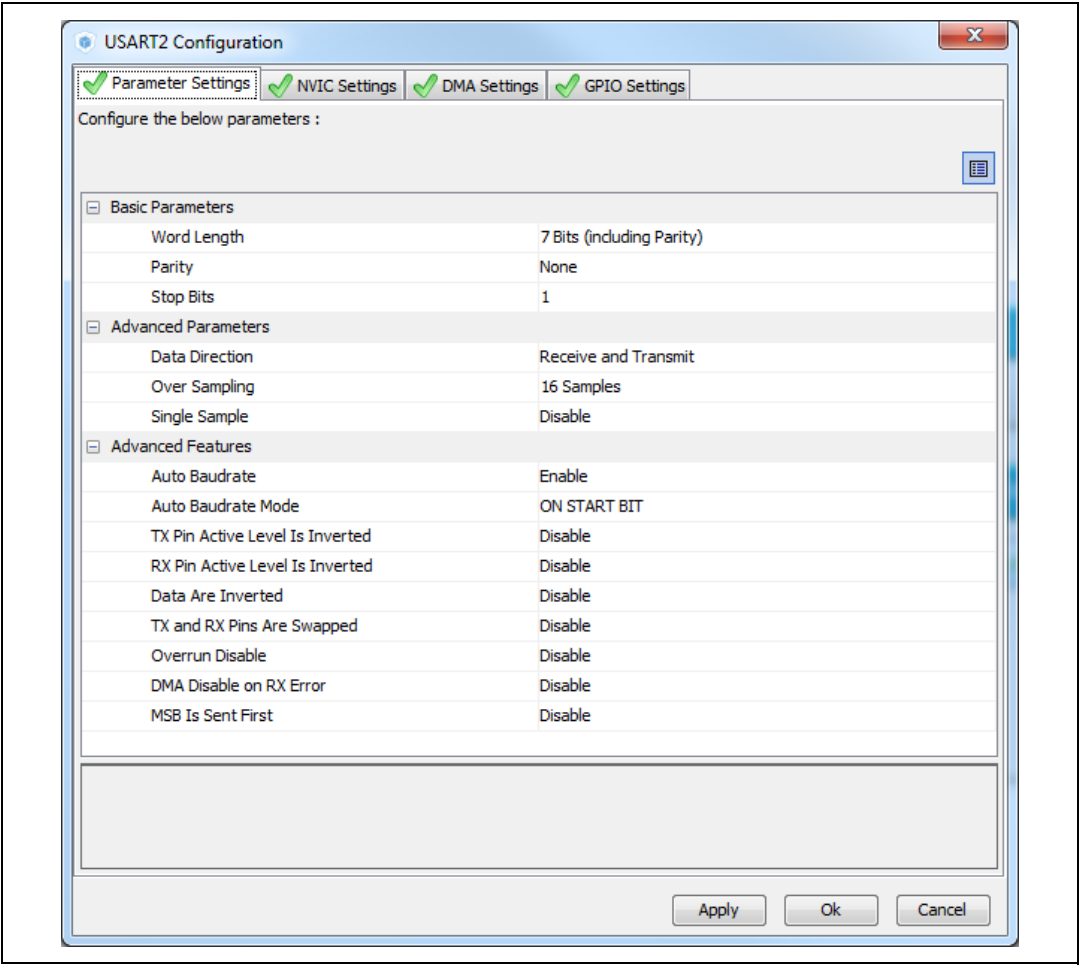 USART2 Configuration
Parameter Settings NVIC Settings DMA Settings GPIO Settings
Configure the below parameters :
Basic Parameters
Word Length 7 Bits (including Parity)
Parity None
Stop Bits 1
Advanced Parameters
Data Direction Receive and Transmit
Over Sampling 16 Samples
Single Sample Disable
Advanced Features
Auto Baudrate Enable
Auto Baudrate Mode ON START BIT
TX Pin Active Level Is Inverted Disable
RX Pin Active Level Is Inverted Disable
Data Are Inverted Disable
TX and RX Pins Are Swapped Disable
Overrun Disable Disable
DMA Disable on RX Error Disable
MSB Is Sent First Disable
Apply Ok Cancel